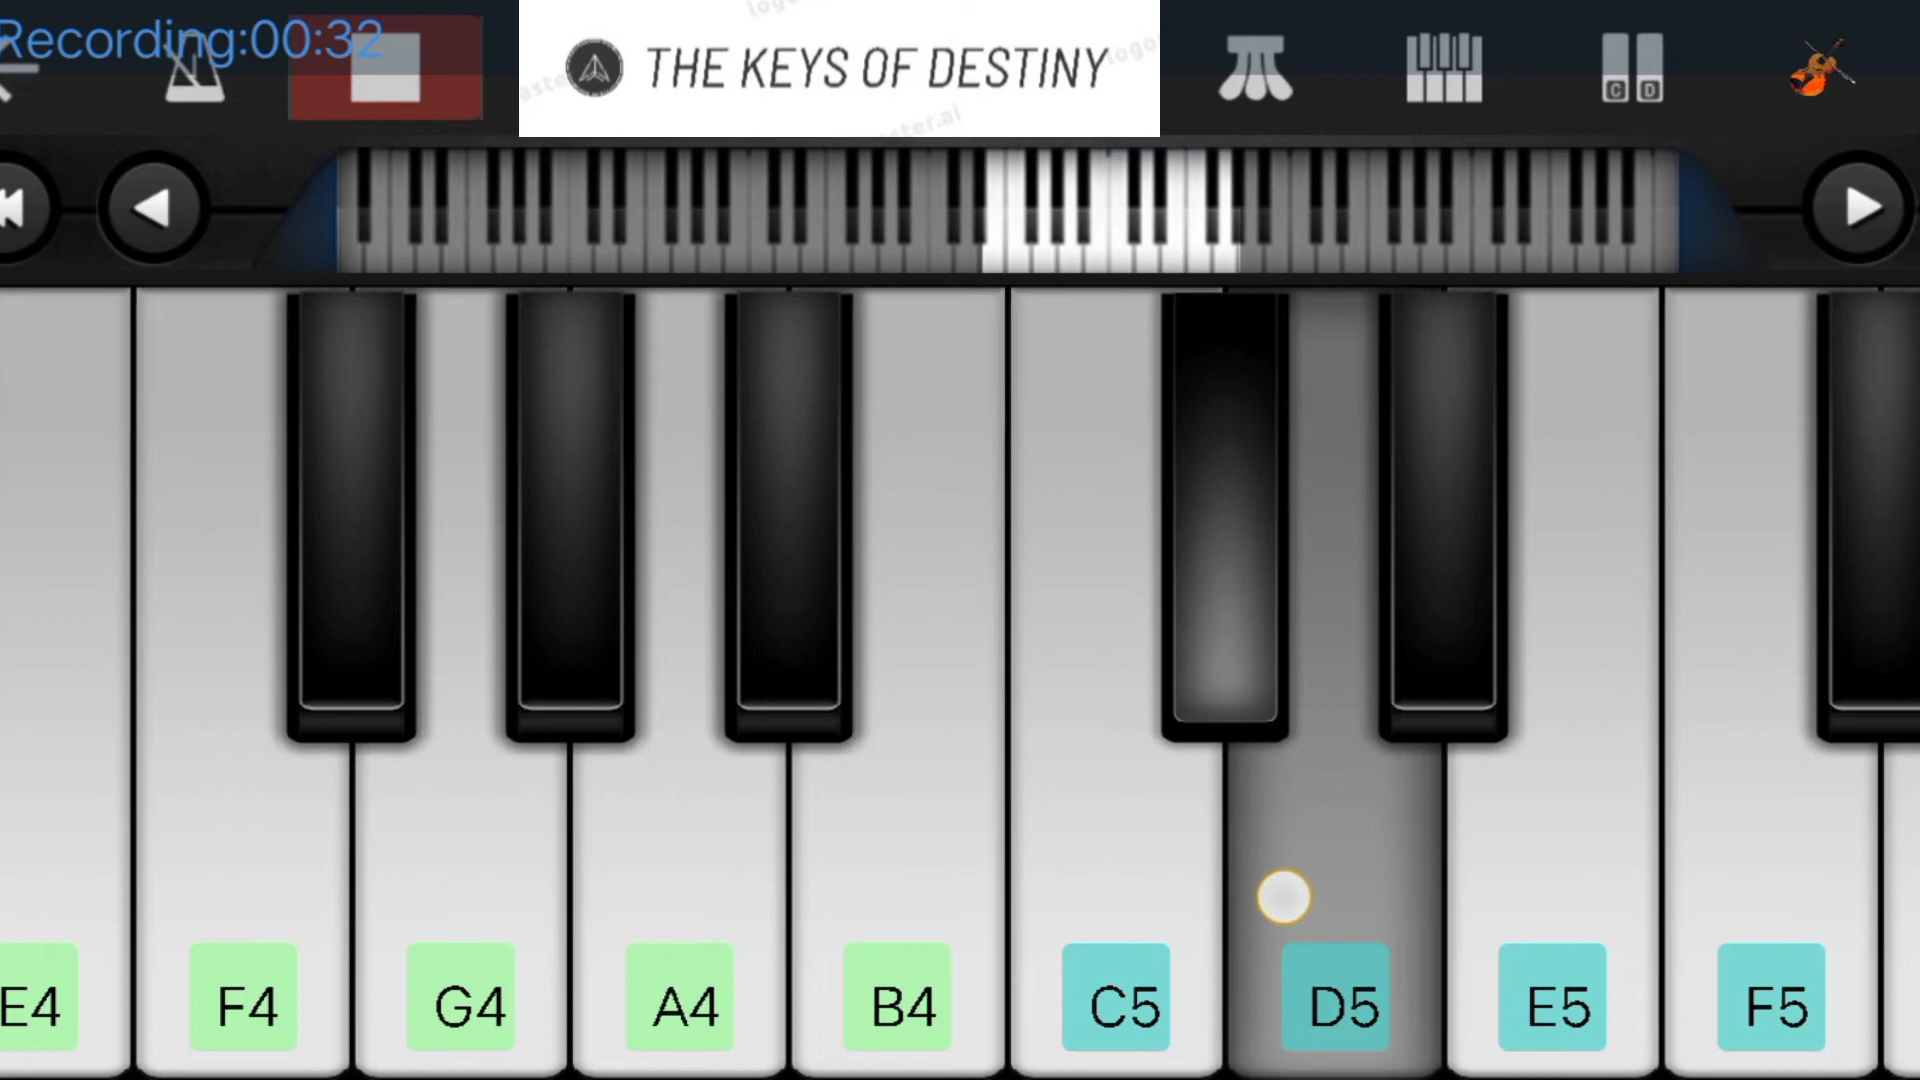 Recording:00:32
THE KEYS OF DESTINY
C D
E4 F4 G4 A4 B4 C5 D5 E5 F5